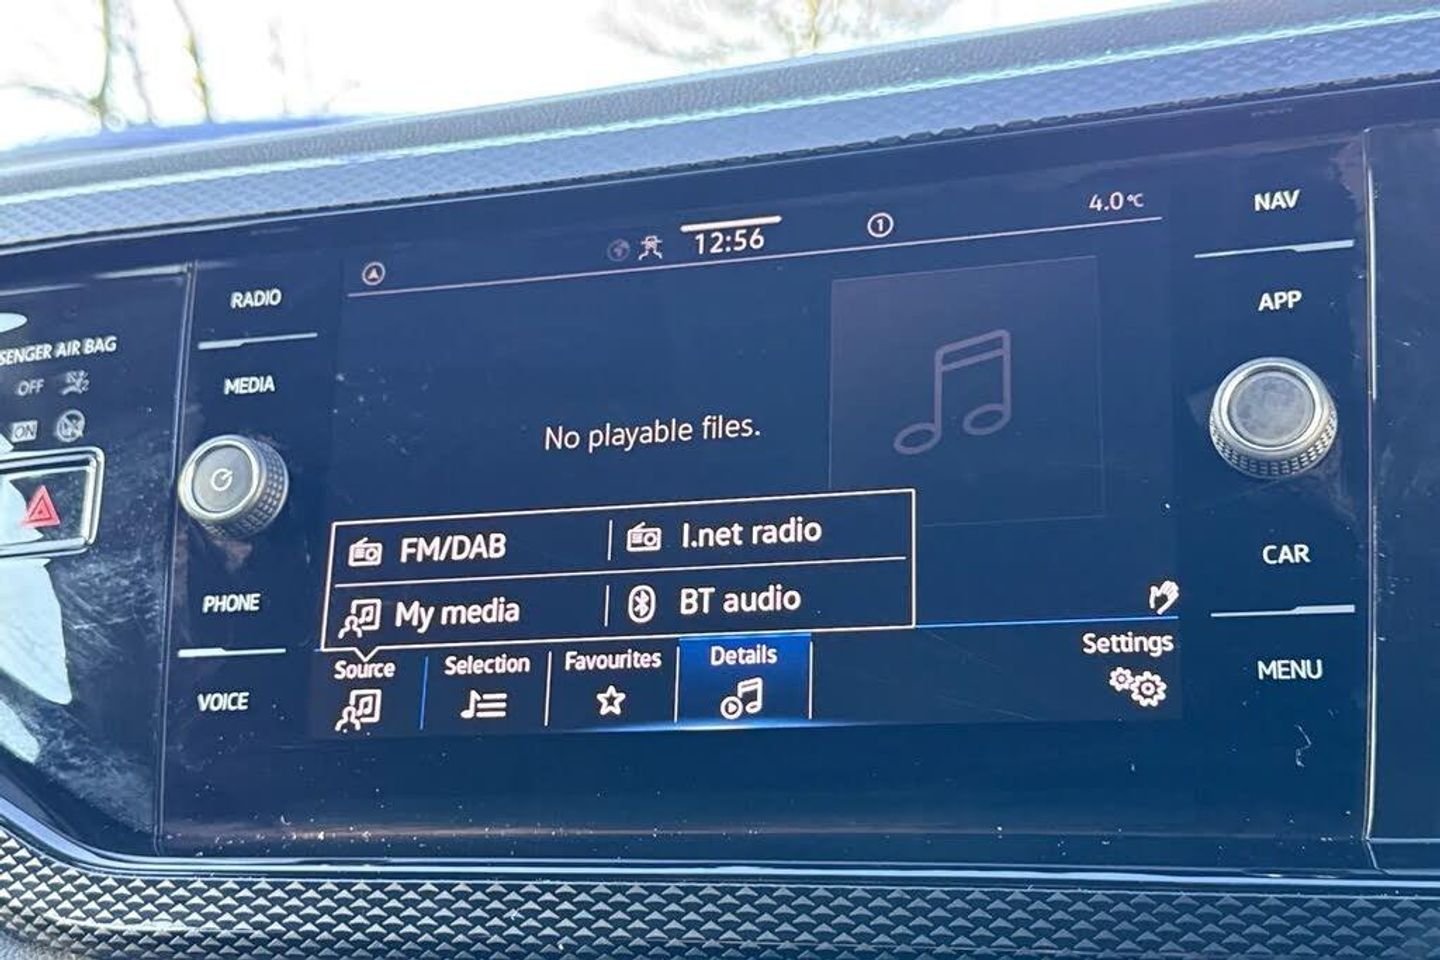 12:56
1
4.0°C
NAV
RADIO
APP
SENGER AIR BAG
OFF
ON
MEDIA
No playable files.
FM/DAB
I.net radio
My media
BT audio
CAR
PHONE
Source
Selection
Favourites
Details
Settings
VOICE
MENU